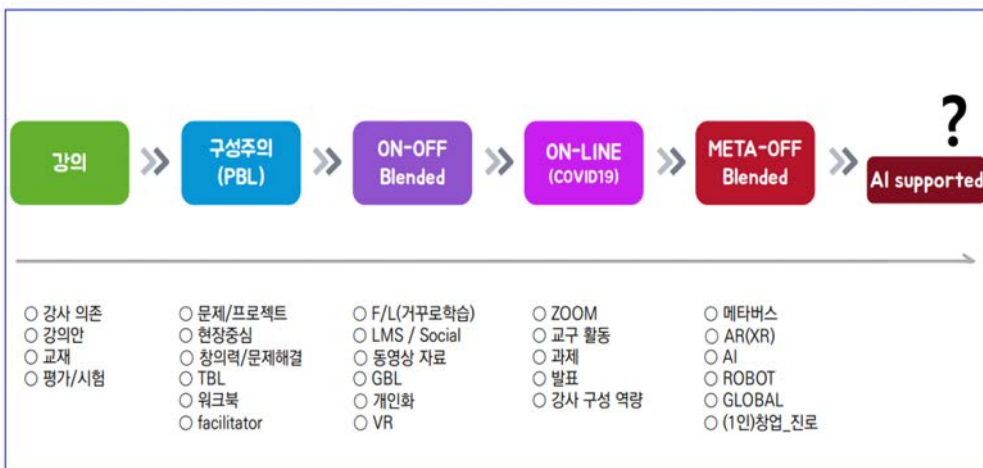 강의
구성주의
(PBL)
ON-OFF
Blended
ON-LINE
(COVID19)
META-OFF
Blended
?
AI supported
○ 강사 의존
○ 강의안
○ 교재
○ 평가/시험
○ 문제/프로젝트
○ 현장중심
○ 창의력/문제해결
○ TBL
○ 워크북
○ facilitator
○ F/L(거꾸로학습)
○ LMS / Social
○ 동영상 자료
○ GBL
○ 개인화
○ VR
○ ZOOM
○ 교구 활동
○ 과제
○ 발표
○ 강사 구성 역량
○ 메타버스
○ AR(XR)
○ AI
○ ROBOT
○ GLOBAL
○ (1인)창업_진로